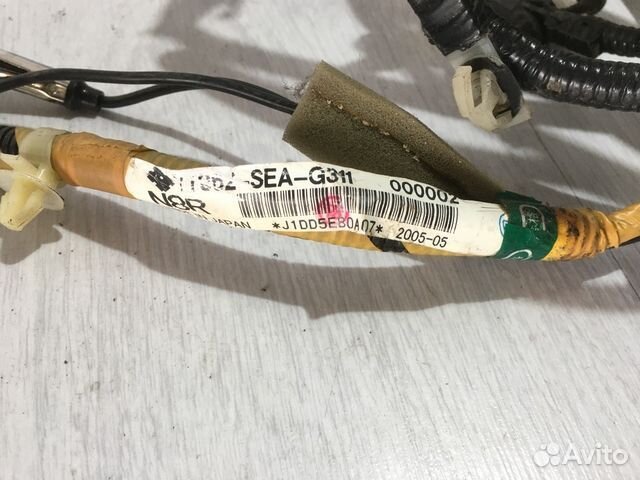 -SEA-G311 000002
JAPAN
*J1DD5E80A07* 2005-05
Avito